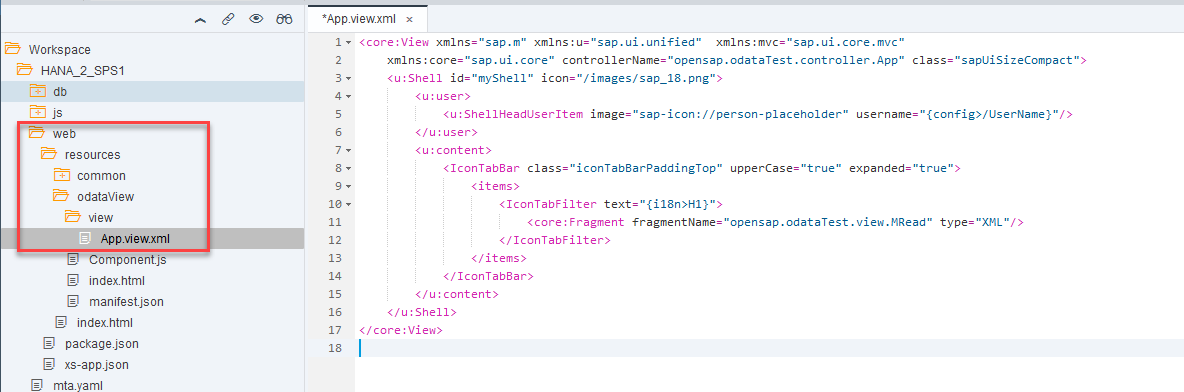 *App.view.xml ×
Workspace
HANA_2_SPS1
db
js
web
resources
common
odataView
view
App.view.xml
Component.js
index.html
manifest.json
index.html
package.json
xs-app.json
mta.yaml
1 <core:View xmlns="sap.m" xmlns:u="sap.ui.unified"  xmlns:mvc="sap.ui.core.mvc"
2     xmlns:core="sap.ui.core" controllerName="opensap.odataTest.controller.App" class="sapUiSizeCompact">
3     <u:Shell id="myShell" icon="/images/sap_18.png">
4         <u:user>
5             <u:ShellHeadUserItem image="sap-icon://person-placeholder" username="{config>/UserName}"/>
6         </u:user>
7         <u:content>
8             <IconTabBar class="iconTabBarPaddingTop" upperCase="true" expanded="true">
9                 <items>
10                     <IconTabFilter text="{i18n>H1}">
11                         <core:Fragment fragmentName="opensap.odataTest.view.MRead" type="XML"/>
12                     </IconTabFilter>
13                 </items>
14             </IconTabBar>
15         </u:content>
16     </u:Shell>
17 </core:View>
18